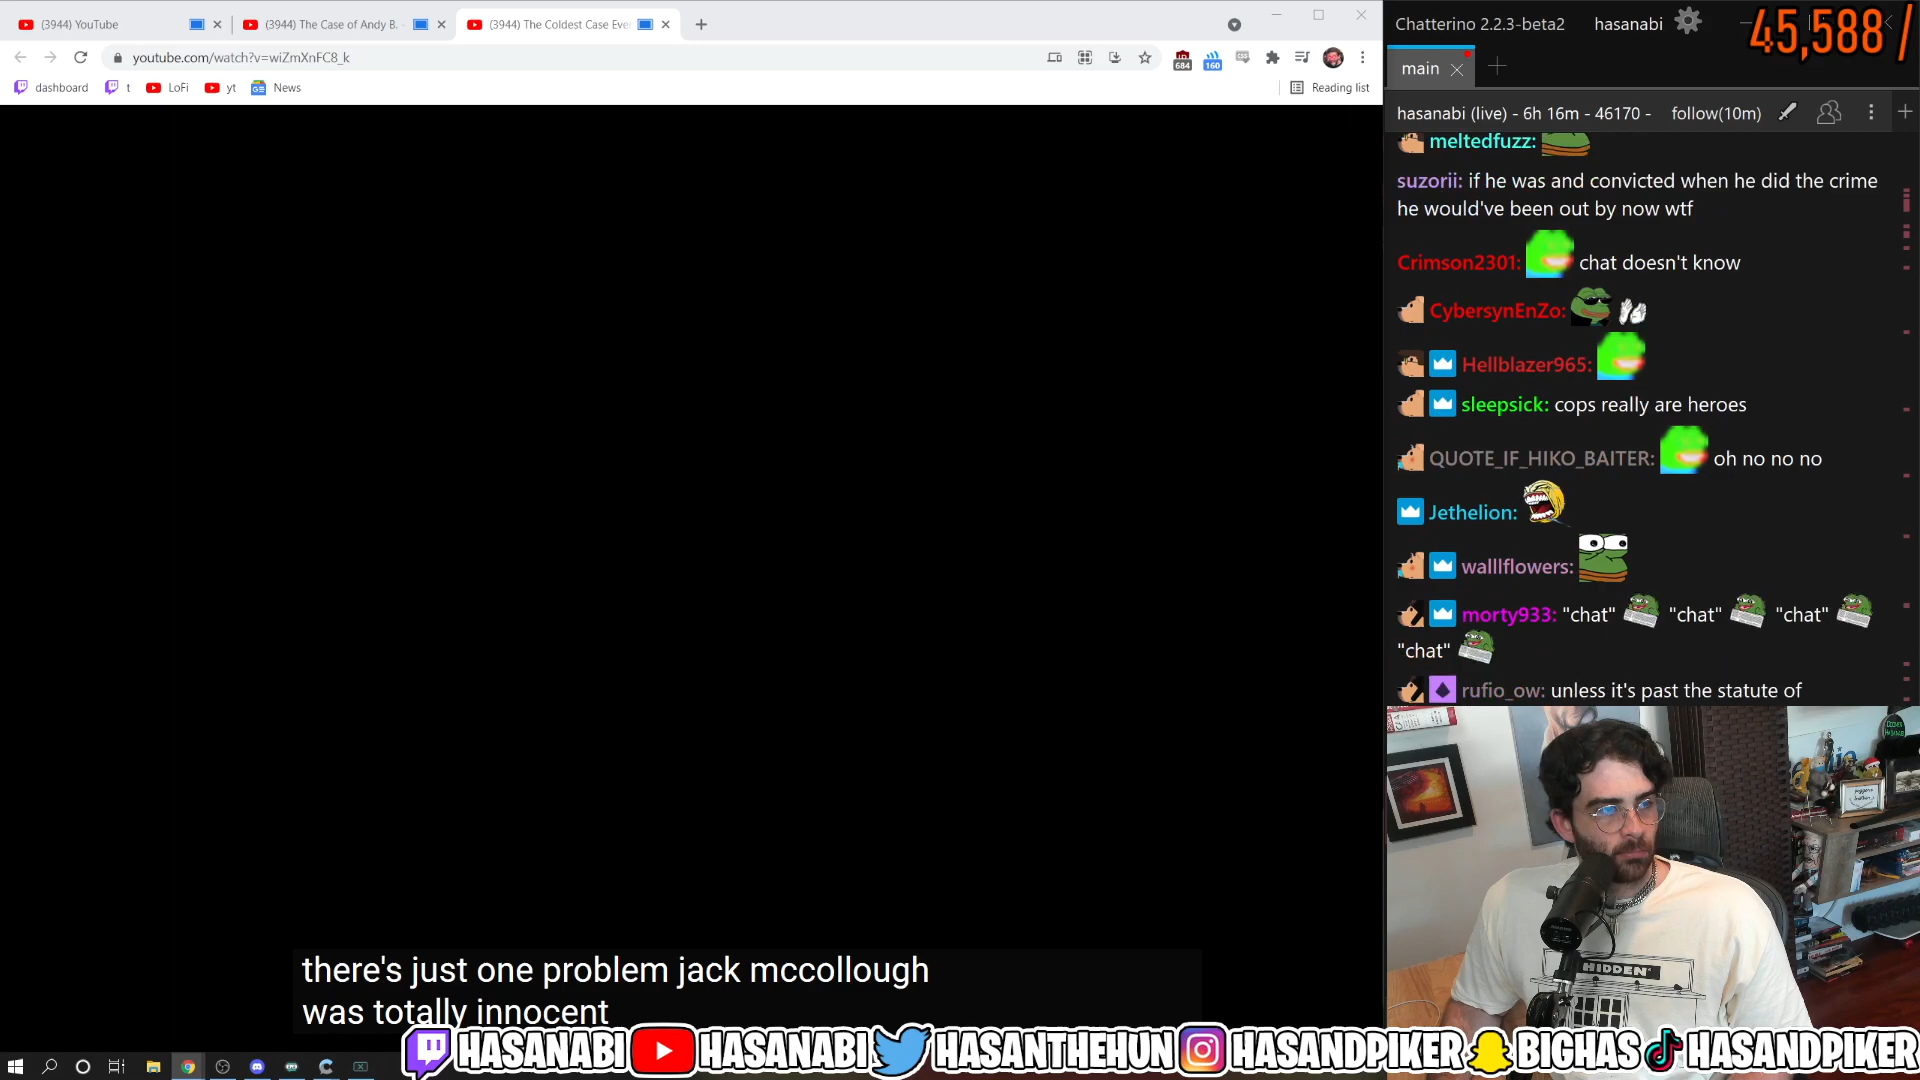 (3944) YouTube
(3944) The Case of Andy B.
(3944) The Coldest Case Eve
youtube.com/watch?v=wiZmXnFC8_k
684
160
dashboard
t
LoFi
yt
News
Reading list
there's just one problem jack mccollough
was totally innocent
Chatterino 2.2.3-beta2
hasanabi
45,588 /
main
hasanabi (live) - 6h 16m - 46170 -
follow(10m)
meltedfuzz:
suzorii: if he was and convicted when he did the crime
he would've been out by now wtf
Crimson2301: chat doesn't know
CybersynEnZo:
Hellblazer965:
sleepsick: cops really are heroes
QUOTE_IF_HIKO_BAITER: oh no no no
Jethelion:
walllflowers:
morty933: "chat" "chat" "chat"
"chat"
rufio_ow: unless it's past the statute of
HIDDEN
HASANABI HASANABI HASANTHEHUN HASANDPIKER BIGHAS HASANDPIKER